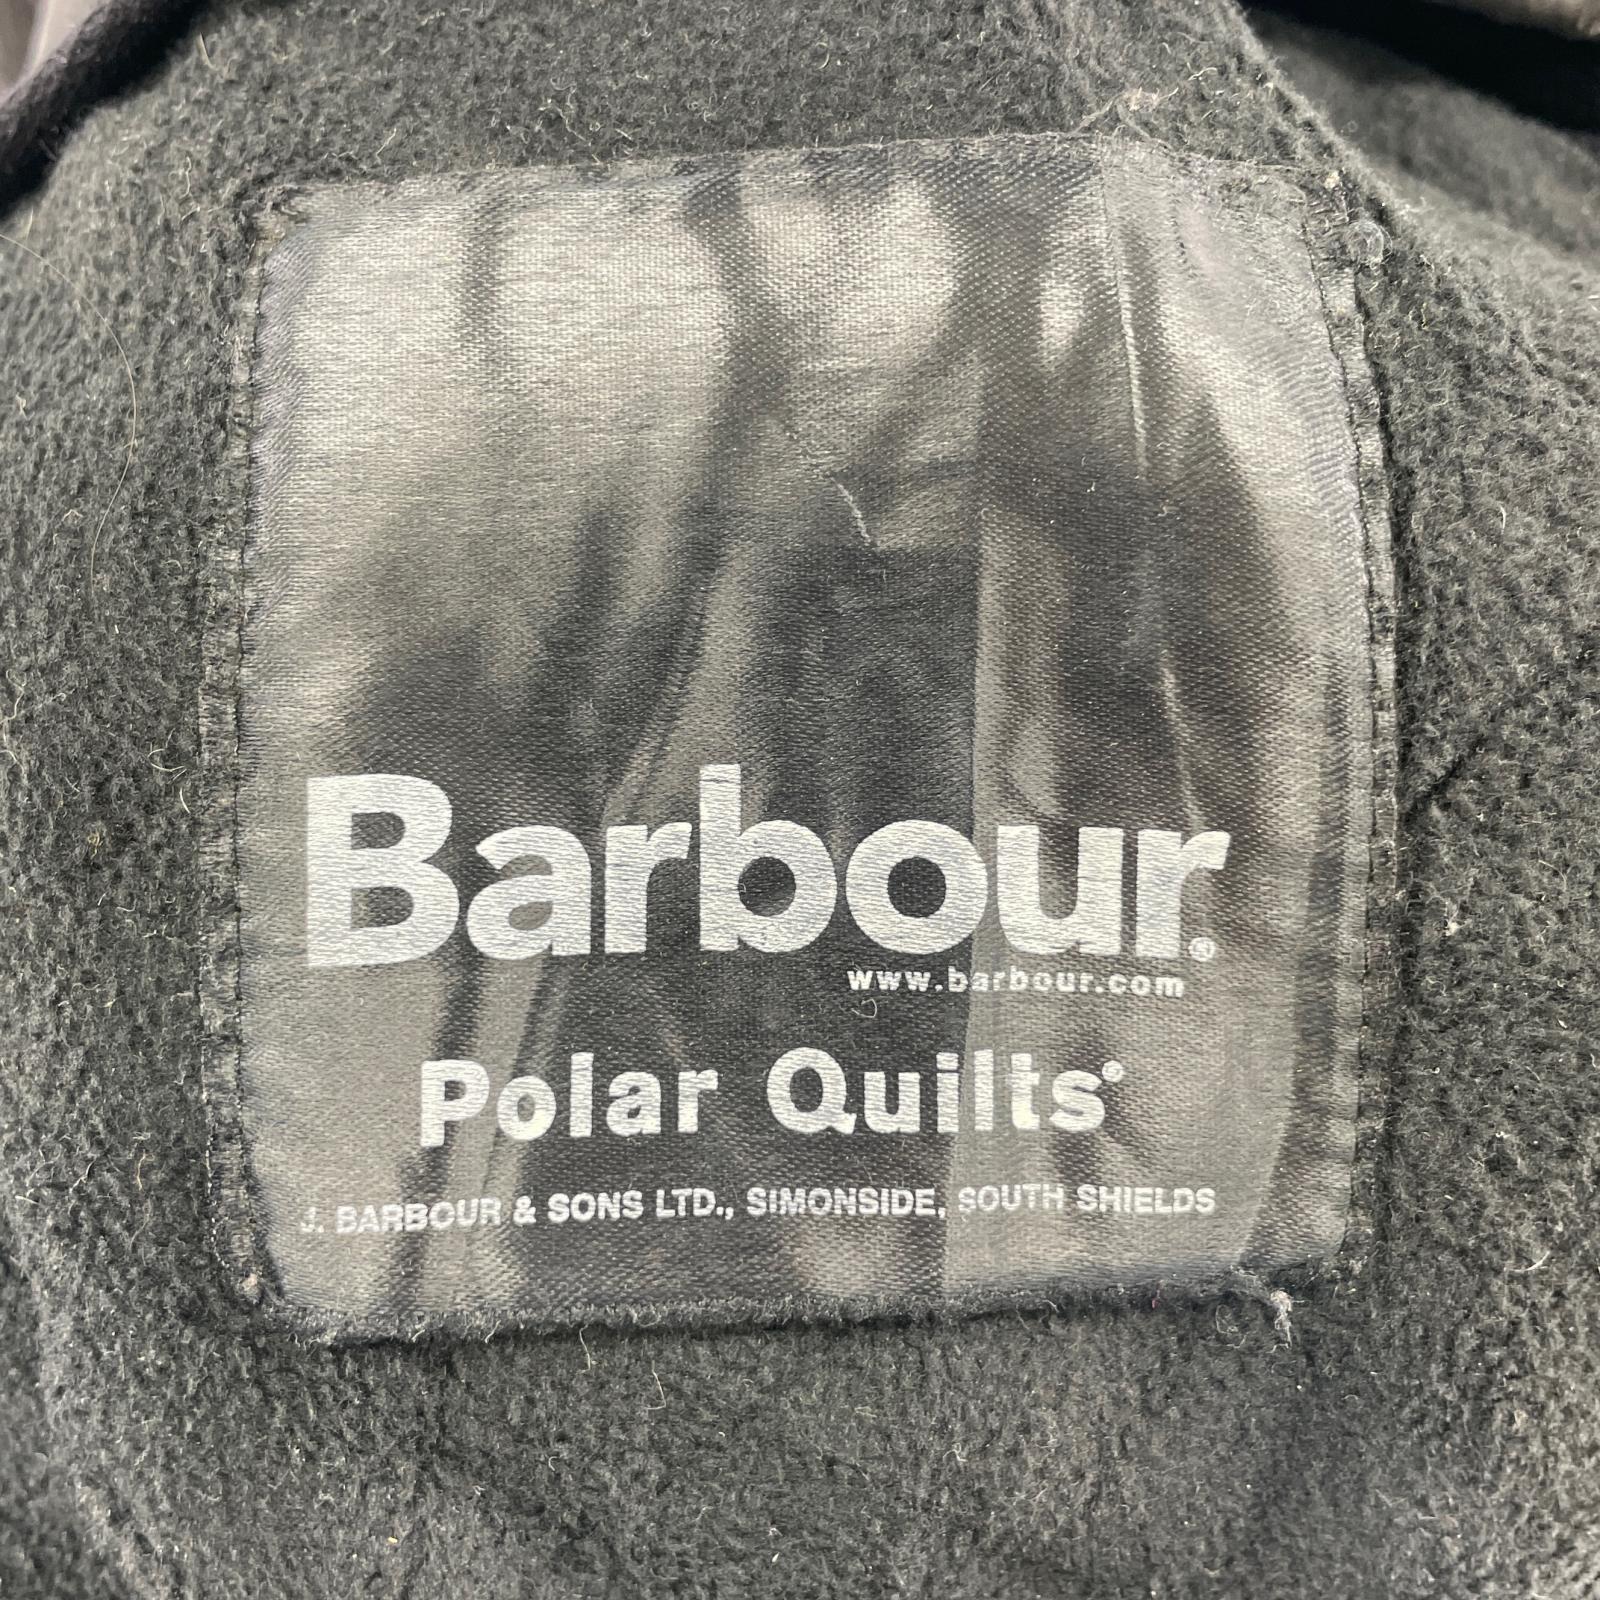 Barbour®
www.barbour.com
Polar Quilts®
J. BARBOUR & SONS LTD., SIMONSIDE, SOUTH SHIELDS